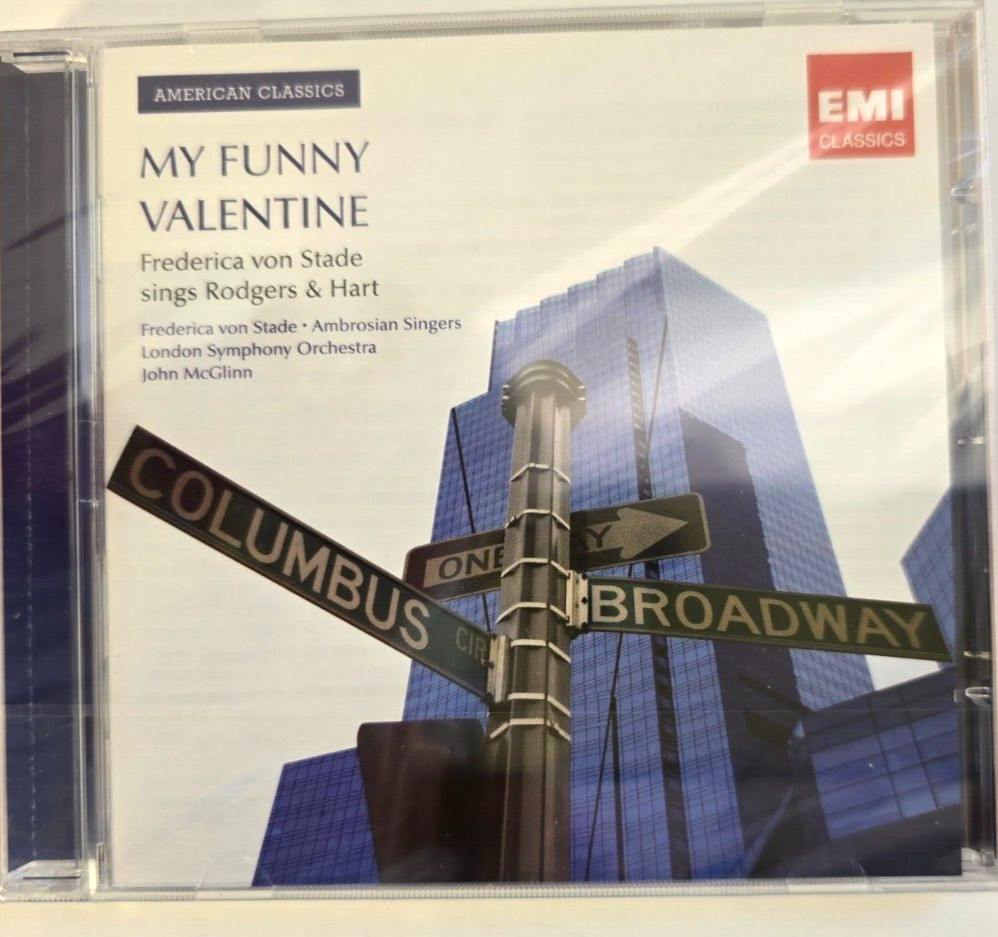 AMERICAN CLASSICS
EMI
CLASSICS
MY FUNNY
VALENTINE
Frederica von Stade
sings Rodgers & Hart
Frederica von Stade • Ambrosian Singers
London Symphony Orchestra
John McGlinn
COLUMBUS CIR
ONE WAY
BROADWAY